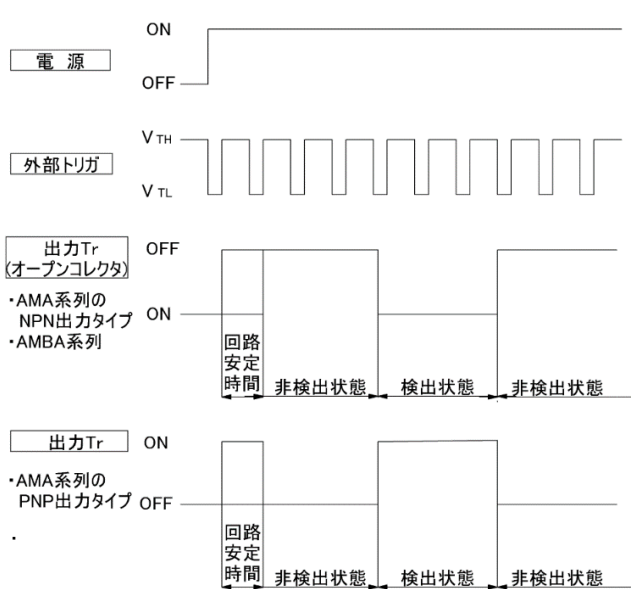 ON
電 源
OFF
V TH
外部トリガ
V TL
出力Tr
(オープンコレクタ)
OFF
・AMA系列の
NPN出力タイプ
ON
・AMBA系列
回路
安定
時間
非検出状態
検出状態
非検出状態
出力Tr
ON
・AMA系列の
PNP出力タイプ
OFF
回路
安定
時間
非検出状態
検出状態
非検出状態